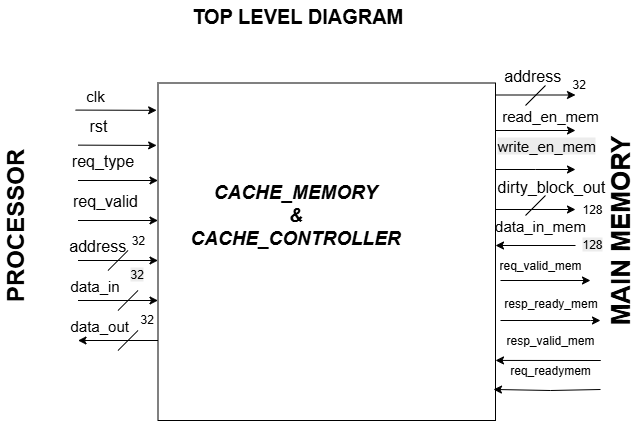 TOP LEVEL DIAGRAM
PROCESSOR
clk
rst
req_type
req_valid
address 32
data_in 32
data_out 32
CACHE_MEMORY
&
CACHE_CONTROLLER
address 32
read_en_mem
write_en_mem
dirty_block_out
128
data_in_mem
128
req_valid_mem
resp_ready_mem
resp_valid_mem
req_readymem
MAIN MEMORY